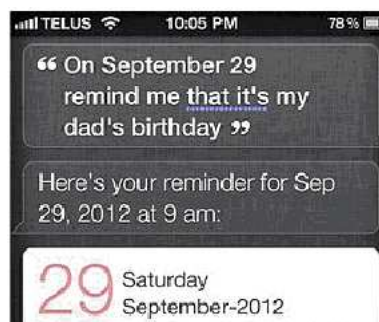 TELUS 10:05 PM 78%
“ On September 29
remind me that it's my
dad's birthday ”
Here's your reminder for Sep
29, 2012 at 9 am:
29 Saturday
September-2012